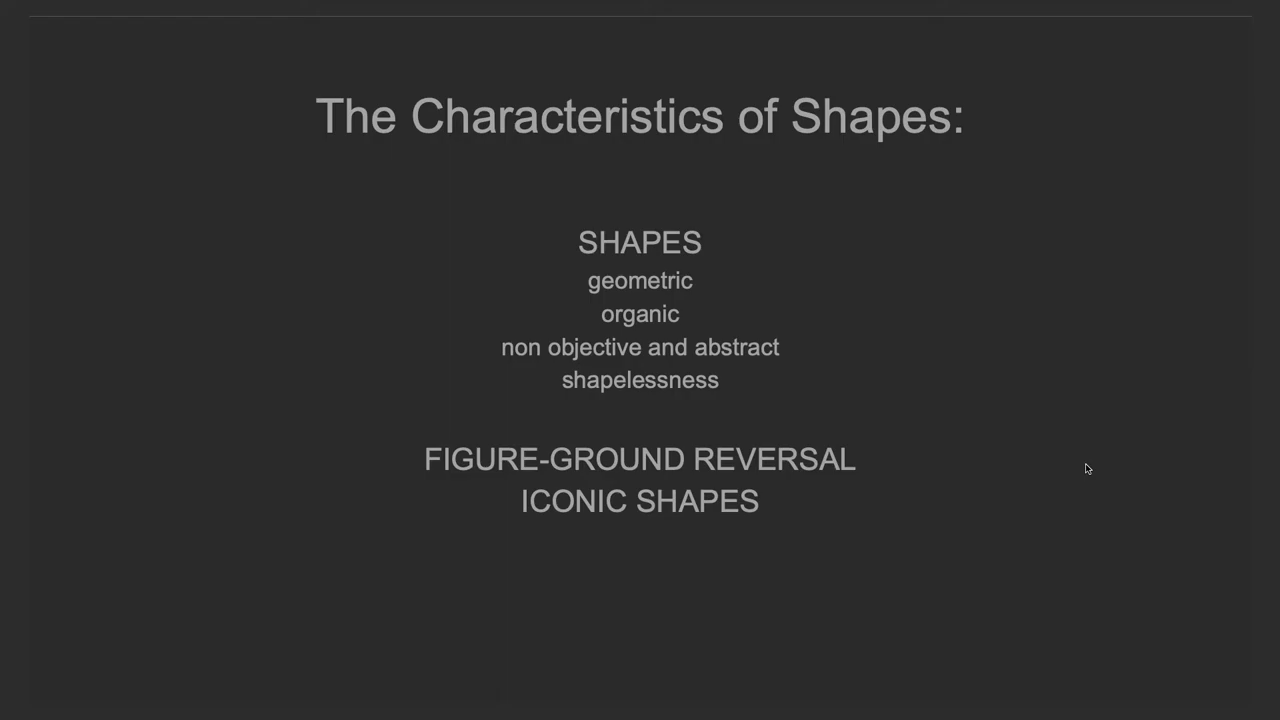 The Characteristics of Shapes:
SHAPES
geometric
organic
non objective and abstract
shapelessness
FIGURE-GROUND REVERSAL
ICONIC SHAPES